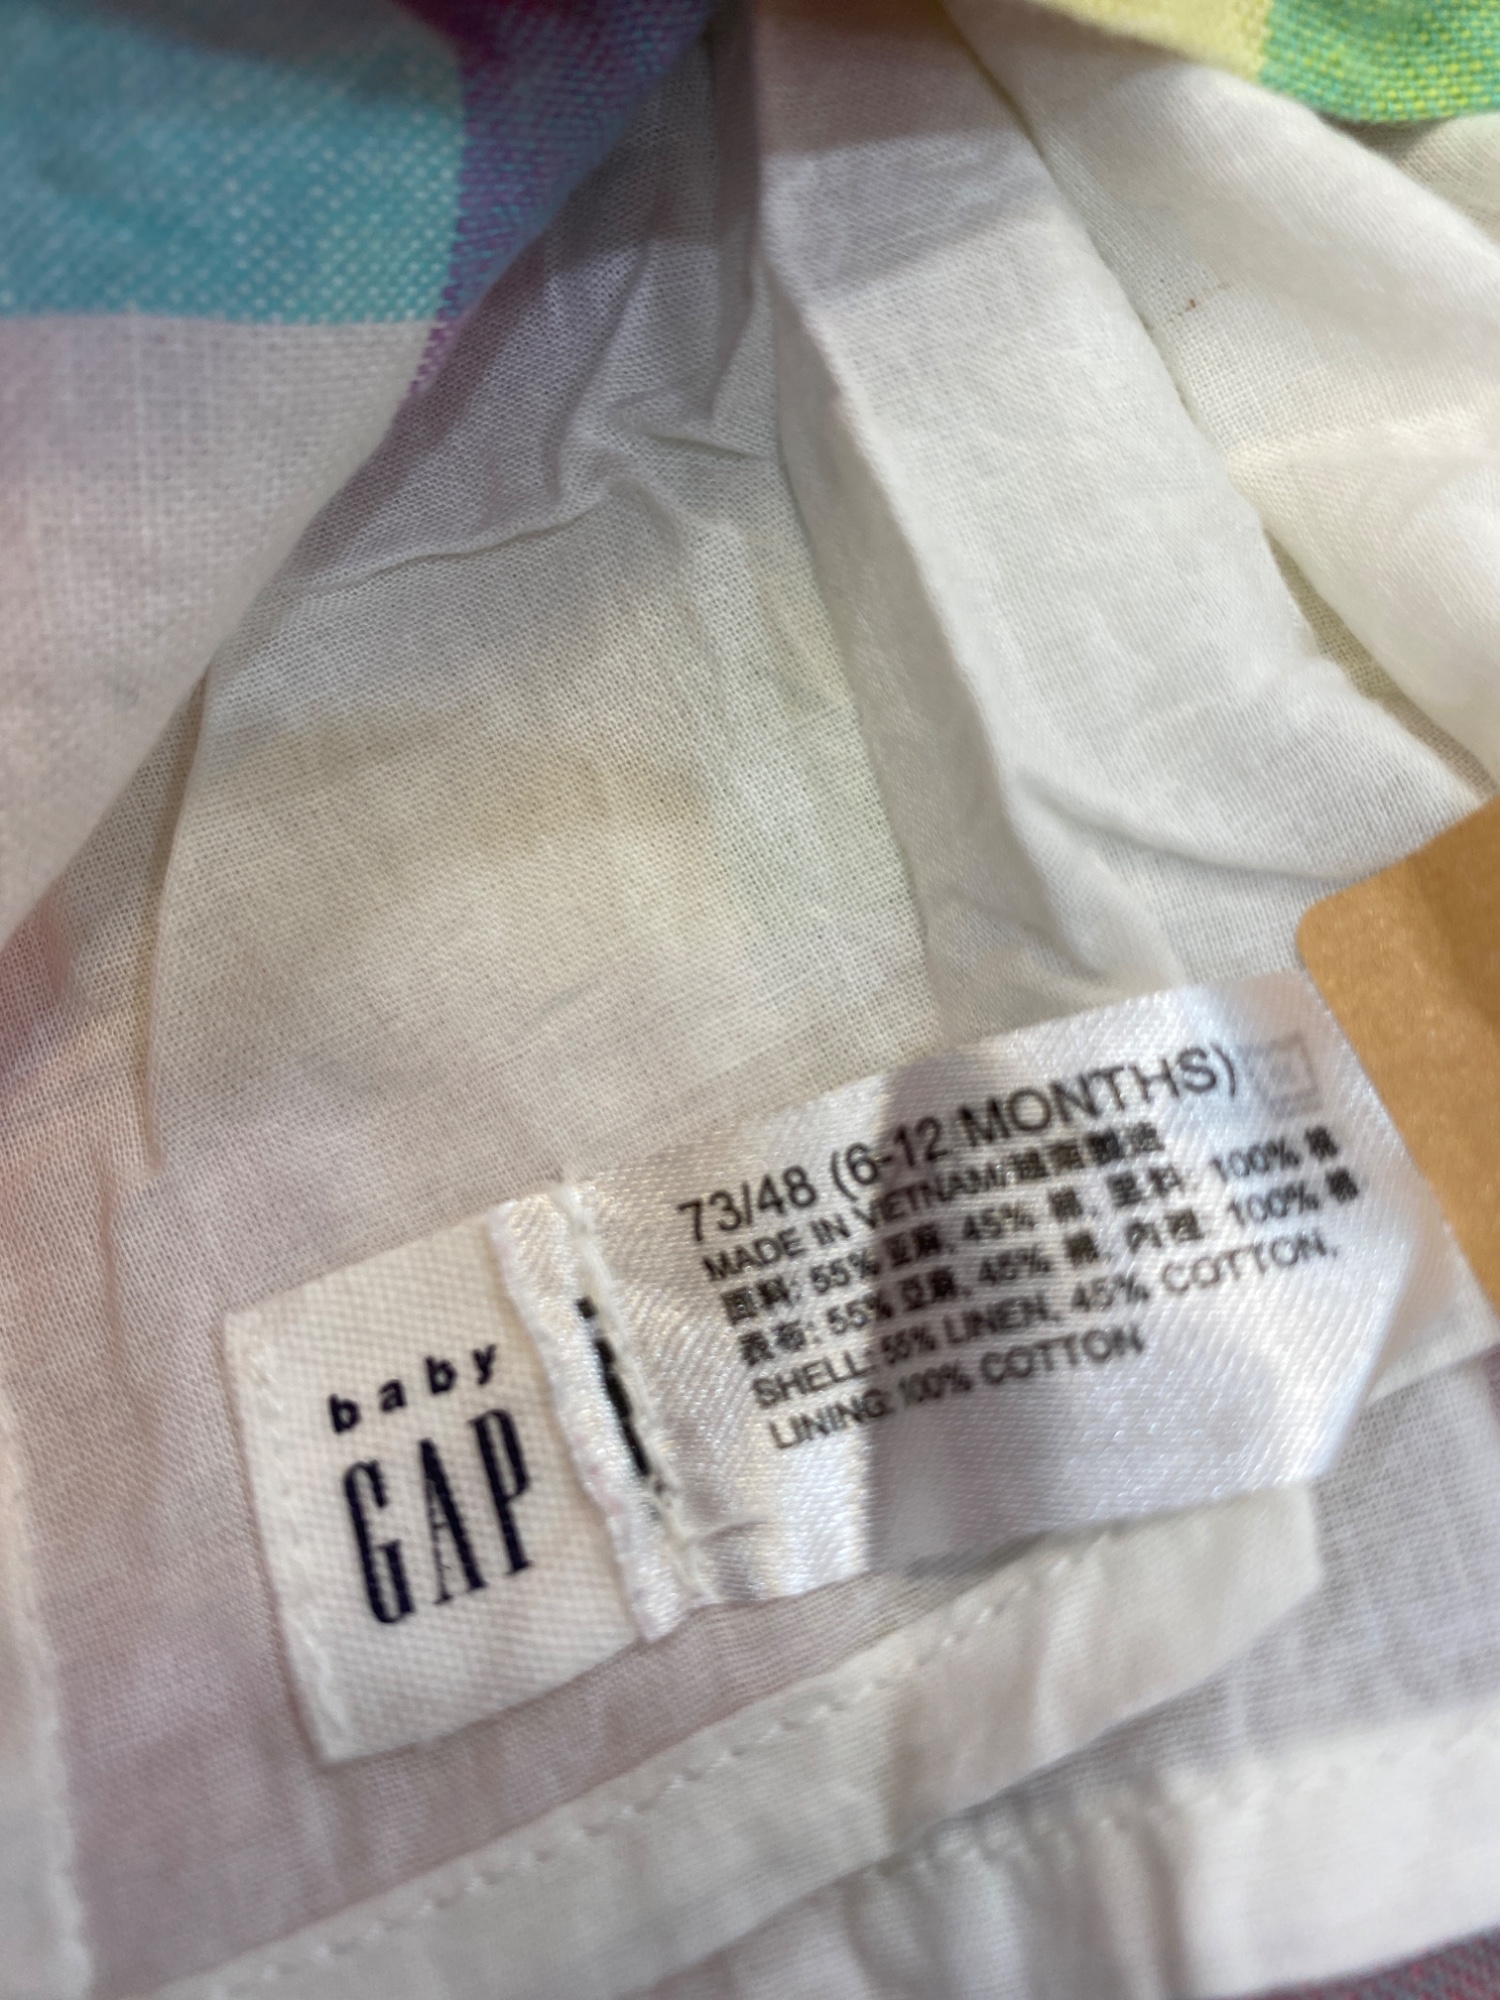 baby
GAP
73/48 (6-12 MONTHS)
MADE IN VIETNAM/越南製造
面料: 55% 亚麻, 45% 棉, 里料: 100% 棉
表布: 55% 亞麻, 45% 棉, 內裡: 100% 棉
SHELL: 55% LINEN, 45% COTTON,
LINING: 100% COTTON